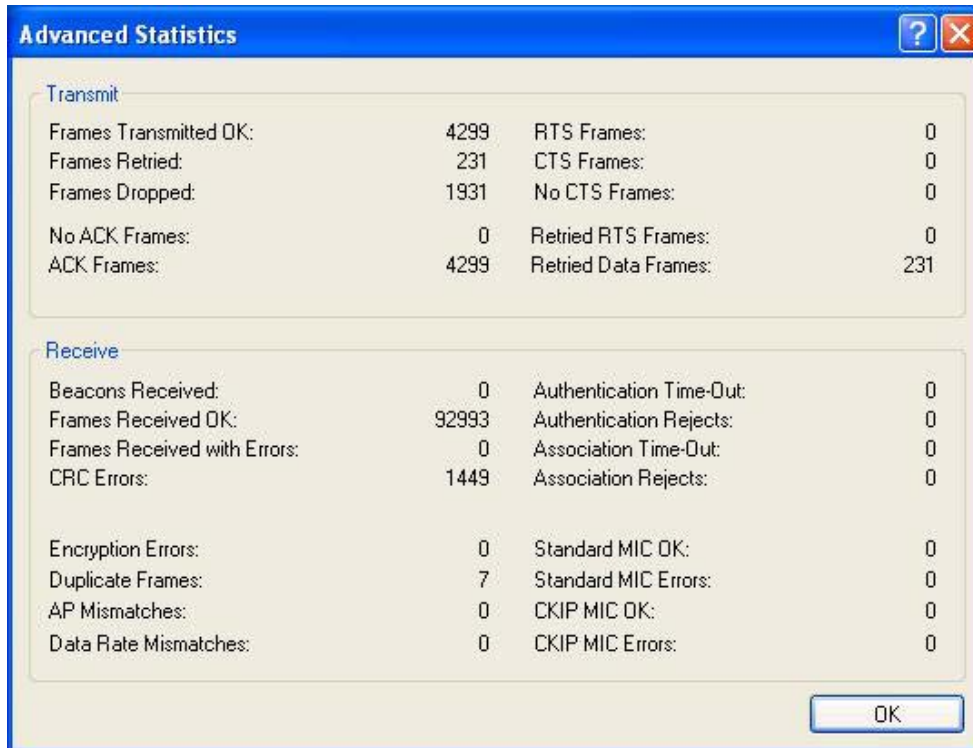 Advanced Statistics
Transmit
Frames Transmitted OK: 4299 RTS Frames: 0
Frames Retried: 231 CTS Frames: 0
Frames Dropped: 1931 No CTS Frames: 0
No ACK Frames: 0 Retried RTS Frames: 0
ACK Frames: 4299 Retried Data Frames: 231
Receive
Beacons Received: 0 Authentication Time-Out: 0
Frames Received OK: 92993 Authentication Rejects: 0
Frames Received with Errors: 0 Association Time-Out: 0
CRC Errors: 1449 Association Rejects: 0
Encryption Errors: 0 Standard MIC OK: 0
Duplicate Frames: 7 Standard MIC Errors: 0
AP Mismatches: 0 CKIP MIC OK: 0
Data Rate Mismatches: 0 CKIP MIC Errors: 0
OK